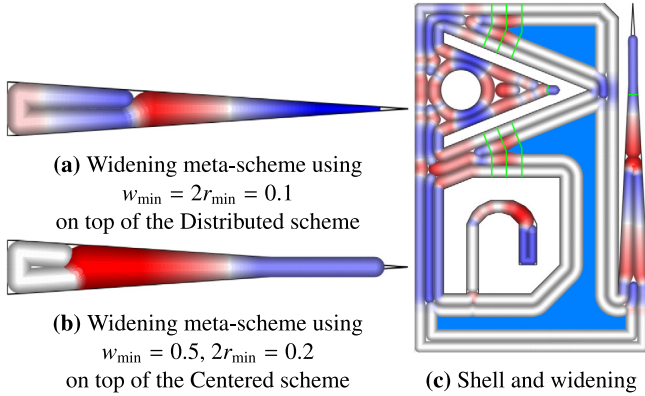 (a) Widening meta-scheme using
w_min = 2r_min = 0.1
on top of the Distributed scheme
(b) Widening meta-scheme using
w_min = 0.5, 2r_min = 0.2
on top of the Centered scheme
(c) Shell and widening